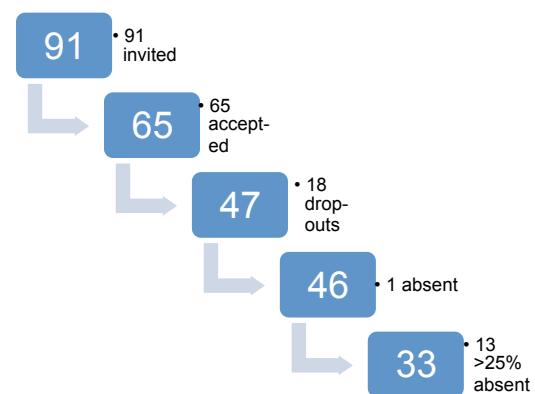 91
• 91
invited
65
• 65
accept-
ed
47
• 18
drop-
outs
46
• 1 absent
33
• 13
>25%
absent